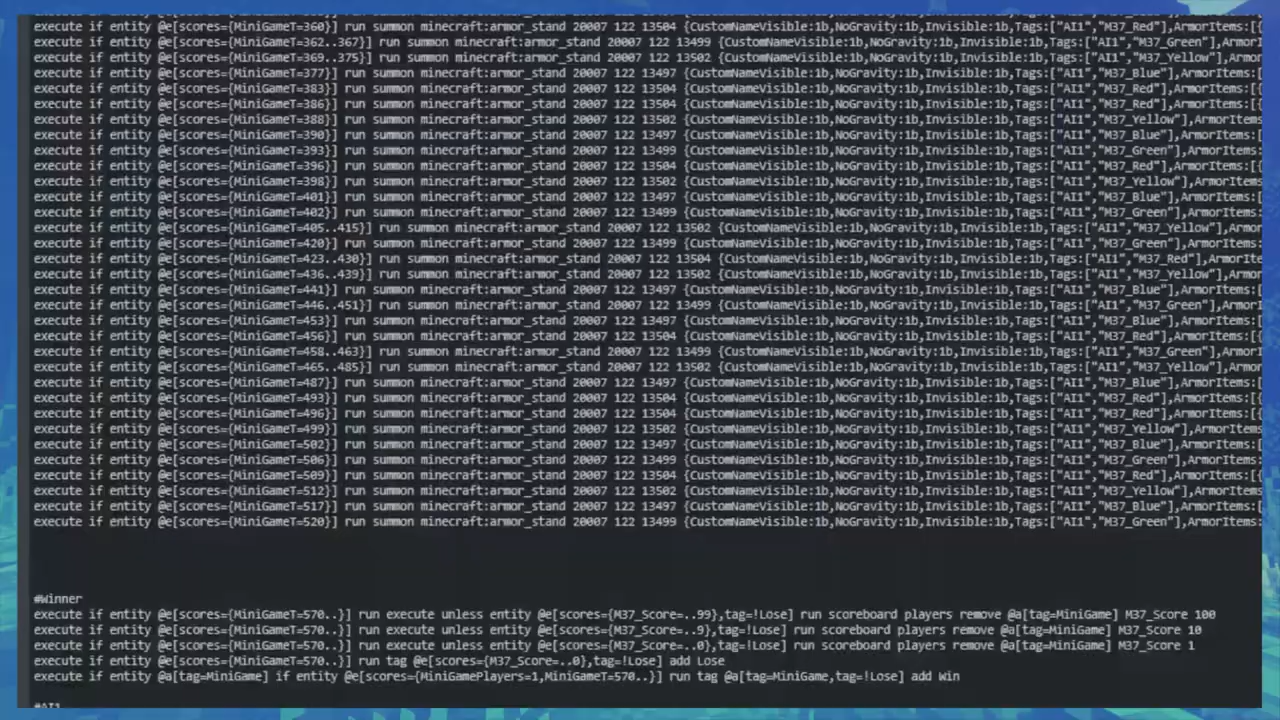 execute if entity @e[scores={MiniGameT=360}] run summon minecraft:armor_stand 20007 122 13504 {CustomNameVisible:1b,NoGravity:1b,Invisible:1b,Tags:["AI1","M37_Red"],ArmorItems:[{
execute if entity @e[scores={MiniGameT=362..367}] run summon minecraft:armor_stand 20007 122 13499 {CustomNameVisible:1b,NoGravity:1b,Invisible:1b,Tags:["AI1","M37_Green"],ArmorI
execute if entity @e[scores={MiniGameT=369..375}] run summon minecraft:armor_stand 20007 122 13502 {CustomNameVisible:1b,NoGravity:1b,Invisible:1b,Tags:["AI1","M37_Yellow"],Armor
execute if entity @e[scores={MiniGameT=377}] run summon minecraft:armor_stand 20007 122 13497 {CustomNameVisible:1b,NoGravity:1b,Invisible:1b,Tags:["AI1","M37_Blue"],ArmorItems:[
execute if entity @e[scores={MiniGameT=383}] run summon minecraft:armor_stand 20007 122 13504 {CustomNameVisible:1b,NoGravity:1b,Invisible:1b,Tags:["AI1","M37_Red"],ArmorItems:[{
execute if entity @e[scores={MiniGameT=386}] run summon minecraft:armor_stand 20007 122 13504 {CustomNameVisible:1b,NoGravity:1b,Invisible:1b,Tags:["AI1","M37_Red"],ArmorItems:[{
execute if entity @e[scores={MiniGameT=388}] run summon minecraft:armor_stand 20007 122 13502 {CustomNameVisible:1b,NoGravity:1b,Invisible:1b,Tags:["AI1","M37_Yellow"],ArmorItems
execute if entity @e[scores={MiniGameT=390}] run summon minecraft:armor_stand 20007 122 13497 {CustomNameVisible:1b,NoGravity:1b,Invisible:1b,Tags:["AI1","M37_Blue"],ArmorItems:[
execute if entity @e[scores={MiniGameT=393}] run summon minecraft:armor_stand 20007 122 13499 {CustomNameVisible:1b,NoGravity:1b,Invisible:1b,Tags:["AI1","M37_Green"],ArmorItems:
execute if entity @e[scores={MiniGameT=396}] run summon minecraft:armor_stand 20007 122 13504 {CustomNameVisible:1b,NoGravity:1b,Invisible:1b,Tags:["AI1","M37_Red"],ArmorItems:[{
execute if entity @e[scores={MiniGameT=398}] run summon minecraft:armor_stand 20007 122 13502 {CustomNameVisible:1b,NoGravity:1b,Invisible:1b,Tags:["AI1","M37_Yellow"],ArmorItems
execute if entity @e[scores={MiniGameT=401}] run summon minecraft:armor_stand 20007 122 13497 {CustomNameVisible:1b,NoGravity:1b,Invisible:1b,Tags:["AI1","M37_Blue"],ArmorItems:[
execute if entity @e[scores={MiniGameT=402}] run summon minecraft:armor_stand 20007 122 13499 {CustomNameVisible:1b,NoGravity:1b,Invisible:1b,Tags:["AI1","M37_Green"],ArmorItems:
execute if entity @e[scores={MiniGameT=405..415}] run summon minecraft:armor_stand 20007 122 13502 {CustomNameVisible:1b,NoGravity:1b,Invisible:1b,Tags:["AI1","M37_Yellow"],Armor
execute if entity @e[scores={MiniGameT=420}] run summon minecraft:armor_stand 20007 122 13499 {CustomNameVisible:1b,NoGravity:1b,Invisible:1b,Tags:["AI1","M37_Green"],ArmorItems:
execute if entity @e[scores={MiniGameT=423..430}] run summon minecraft:armor_stand 20007 122 13504 {CustomNameVisible:1b,NoGravity:1b,Invisible:1b,Tags:["AI1","M37_Red"],ArmorIte
execute if entity @e[scores={MiniGameT=436..439}] run summon minecraft:armor_stand 20007 122 13502 {CustomNameVisible:1b,NoGravity:1b,Invisible:1b,Tags:["AI1","M37_Yellow"],Armor
execute if entity @e[scores={MiniGameT=441}] run summon minecraft:armor_stand 20007 122 13497 {CustomNameVisible:1b,NoGravity:1b,Invisible:1b,Tags:["AI1","M37_Blue"],ArmorItems:[
execute if entity @e[scores={MiniGameT=446..451}] run summon minecraft:armor_stand 20007 122 13499 {CustomNameVisible:1b,NoGravity:1b,Invisible:1b,Tags:["AI1","M37_Green"],ArmorI
execute if entity @e[scores={MiniGameT=453}] run summon minecraft:armor_stand 20007 122 13497 {CustomNameVisible:1b,NoGravity:1b,Invisible:1b,Tags:["AI1","M37_Blue"],ArmorItems:[
execute if entity @e[scores={MiniGameT=456}] run summon minecraft:armor_stand 20007 122 13504 {CustomNameVisible:1b,NoGravity:1b,Invisible:1b,Tags:["AI1","M37_Red"],ArmorItems:[{
execute if entity @e[scores={MiniGameT=458..463}] run summon minecraft:armor_stand 20007 122 13499 {CustomNameVisible:1b,NoGravity:1b,Invisible:1b,Tags:["AI1","M37_Green"],ArmorI
execute if entity @e[scores={MiniGameT=465..485}] run summon minecraft:armor_stand 20007 122 13502 {CustomNameVisible:1b,NoGravity:1b,Invisible:1b,Tags:["AI1","M37_Yellow"],Armor
execute if entity @e[scores={MiniGameT=487}] run summon minecraft:armor_stand 20007 122 13497 {CustomNameVisible:1b,NoGravity:1b,Invisible:1b,Tags:["AI1","M37_Blue"],ArmorItems:[
execute if entity @e[scores={MiniGameT=493}] run summon minecraft:armor_stand 20007 122 13504 {CustomNameVisible:1b,NoGravity:1b,Invisible:1b,Tags:["AI1","M37_Red"],ArmorItems:[{
execute if entity @e[scores={MiniGameT=496}] run summon minecraft:armor_stand 20007 122 13504 {CustomNameVisible:1b,NoGravity:1b,Invisible:1b,Tags:["AI1","M37_Red"],ArmorItems:[{
execute if entity @e[scores={MiniGameT=499}] run summon minecraft:armor_stand 20007 122 13502 {CustomNameVisible:1b,NoGravity:1b,Invisible:1b,Tags:["AI1","M37_Yellow"],ArmorItems
execute if entity @e[scores={MiniGameT=502}] run summon minecraft:armor_stand 20007 122 13497 {CustomNameVisible:1b,NoGravity:1b,Invisible:1b,Tags:["AI1","M37_Blue"],ArmorItems:[
execute if entity @e[scores={MiniGameT=506}] run summon minecraft:armor_stand 20007 122 13499 {CustomNameVisible:1b,NoGravity:1b,Invisible:1b,Tags:["AI1","M37_Green"],ArmorItems:
execute if entity @e[scores={MiniGameT=509}] run summon minecraft:armor_stand 20007 122 13504 {CustomNameVisible:1b,NoGravity:1b,Invisible:1b,Tags:["AI1","M37_Red"],ArmorItems:[{
execute if entity @e[scores={MiniGameT=512}] run summon minecraft:armor_stand 20007 122 13502 {CustomNameVisible:1b,NoGravity:1b,Invisible:1b,Tags:["AI1","M37_Yellow"],ArmorItems
execute if entity @e[scores={MiniGameT=517}] run summon minecraft:armor_stand 20007 122 13497 {CustomNameVisible:1b,NoGravity:1b,Invisible:1b,Tags:["AI1","M37_Blue"],ArmorItems:[
execute if entity @e[scores={MiniGameT=520}] run summon minecraft:armor_stand 20007 122 13499 {CustomNameVisible:1b,NoGravity:1b,Invisible:1b,Tags:["AI1","M37_Green"],ArmorItems:
#Winner
execute if entity @e[scores={MiniGameT=570..}] run execute unless entity @e[scores={M37_Score=..99},tag=!Lose] run scoreboard players remove @a[tag=MiniGame] M37_Score 100
execute if entity @e[scores={MiniGameT=570..}] run execute unless entity @e[scores={M37_Score=..9},tag=!Lose] run scoreboard players remove @a[tag=MiniGame] M37_Score 10
execute if entity @e[scores={MiniGameT=570..}] run execute unless entity @e[scores={M37_Score=..0},tag=!Lose] run scoreboard players remove @a[tag=MiniGame] M37_Score 1
execute if entity @e[scores={MiniGameT=570..}] run tag @e[scores={M37_Score=..0},tag=!Lose] add Lose
execute if entity @a[tag=MiniGame] if entity @e[scores={MiniGamePlayers=1,MiniGameT=570..}] run tag @a[tag=MiniGame,tag=!Lose] add Win
#AI1